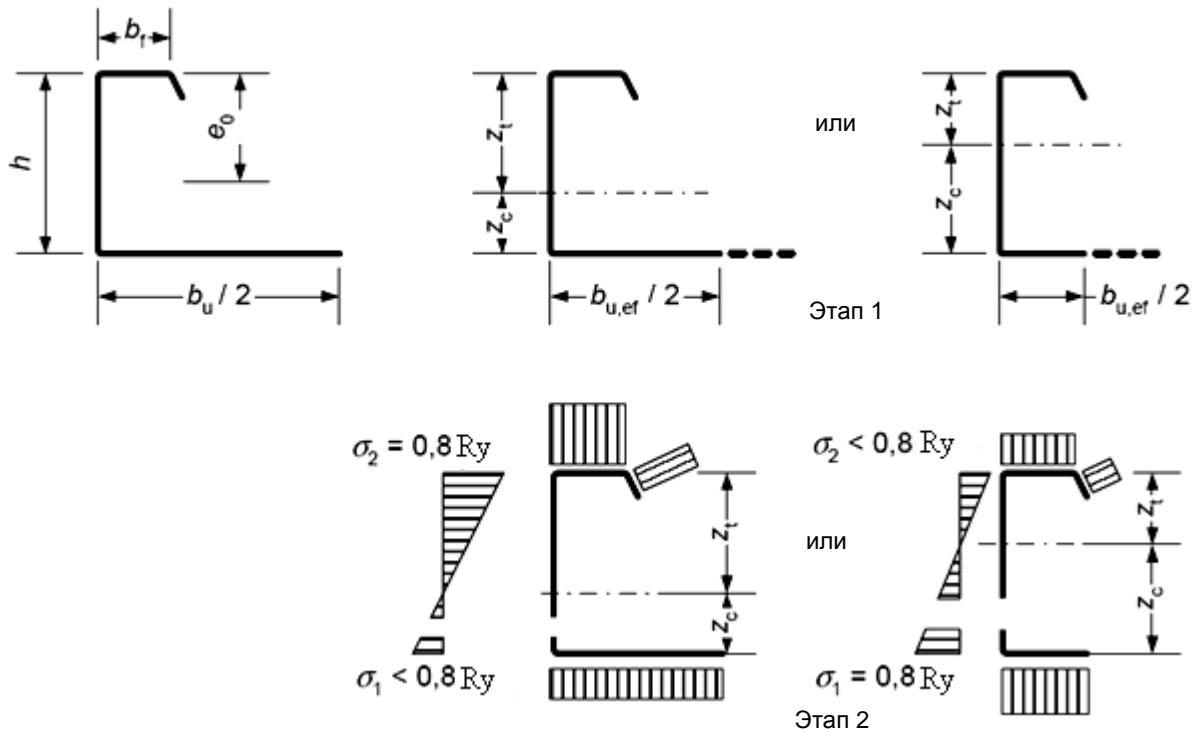 b_f
h
e_0
b_u / 2
z_t
z_c
b_u,ef / 2
или
z_t
z_c
b_u,ef / 2
Этап 1
σ_2 = 0,8 Ry
σ_1 < 0,8 Ry
z_t
z_c
или
σ_2 < 0,8 Ry
σ_1 = 0,8 Ry
z_t
z_c
Этап 2